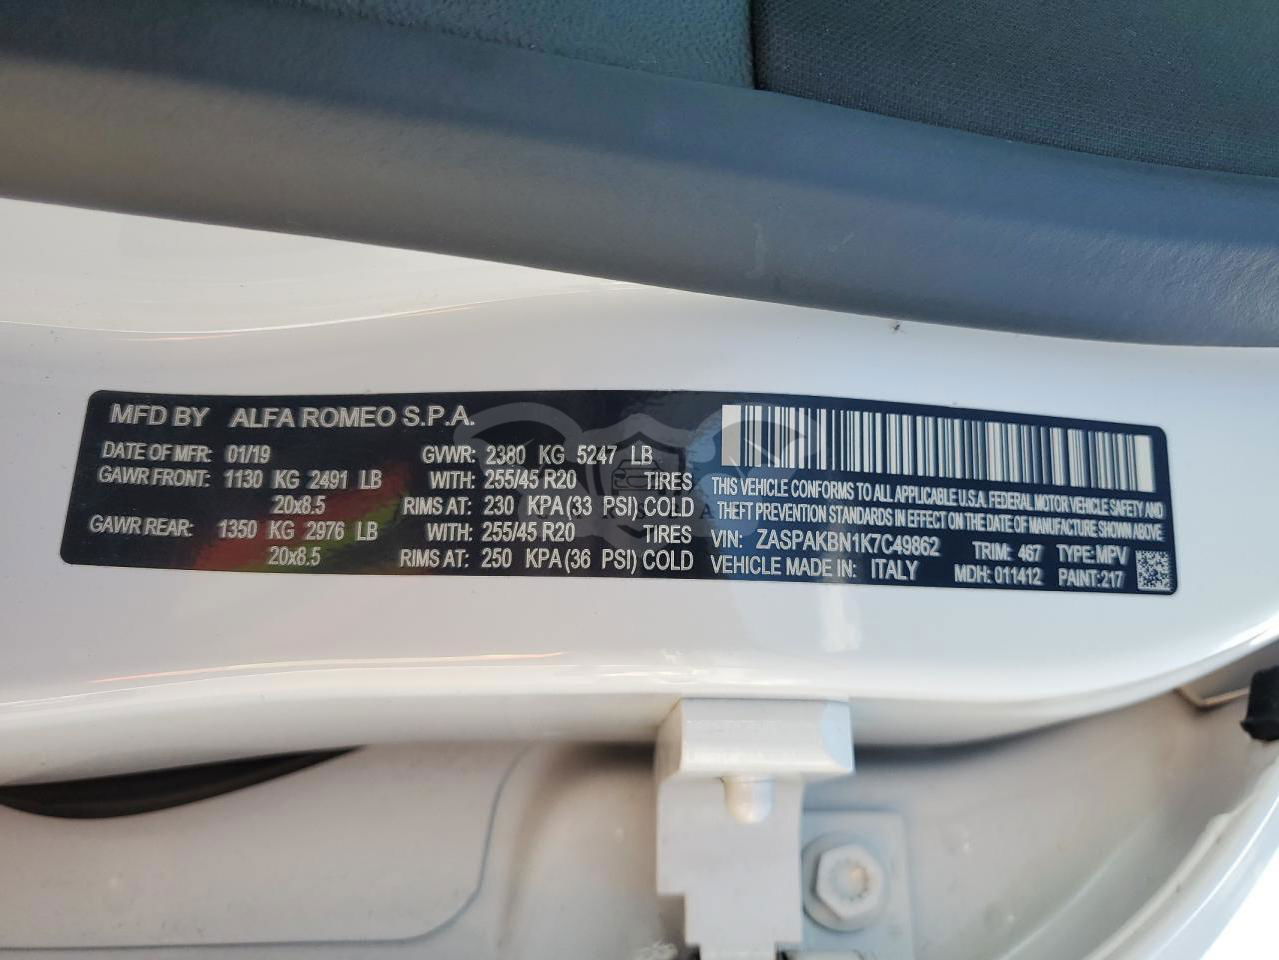 MFD BY ALFA ROMEO S.P.A.
DATE OF MFR: 01/19 GVWR: 2380 KG 5247 LB
GAWR FRONT: 1130 KG 2491 LB WITH: 255/45 R20 TIRES
20x8.5 RIMS AT: 230 KPA (33 PSI) COLD
GAWR REAR: 1350 KG 2976 LB WITH: 255/45 R20 TIRES
20x8.5 RIMS AT: 250 KPA (36 PSI) COLD
THIS VEHICLE CONFORMS TO ALL APPLICABLE U.S.A. FEDERAL MOTOR VEHICLE SAFETY AND
THEFT PREVENTION STANDARDS IN EFFECT ON THE DATE OF MANUFACTURE SHOWN ABOVE
VIN: ZASPAKBN1K7C49862 TRIM: 467 TYPE: MPV
VEHICLE MADE IN: ITALY MDH: 011412 PAINT: 217